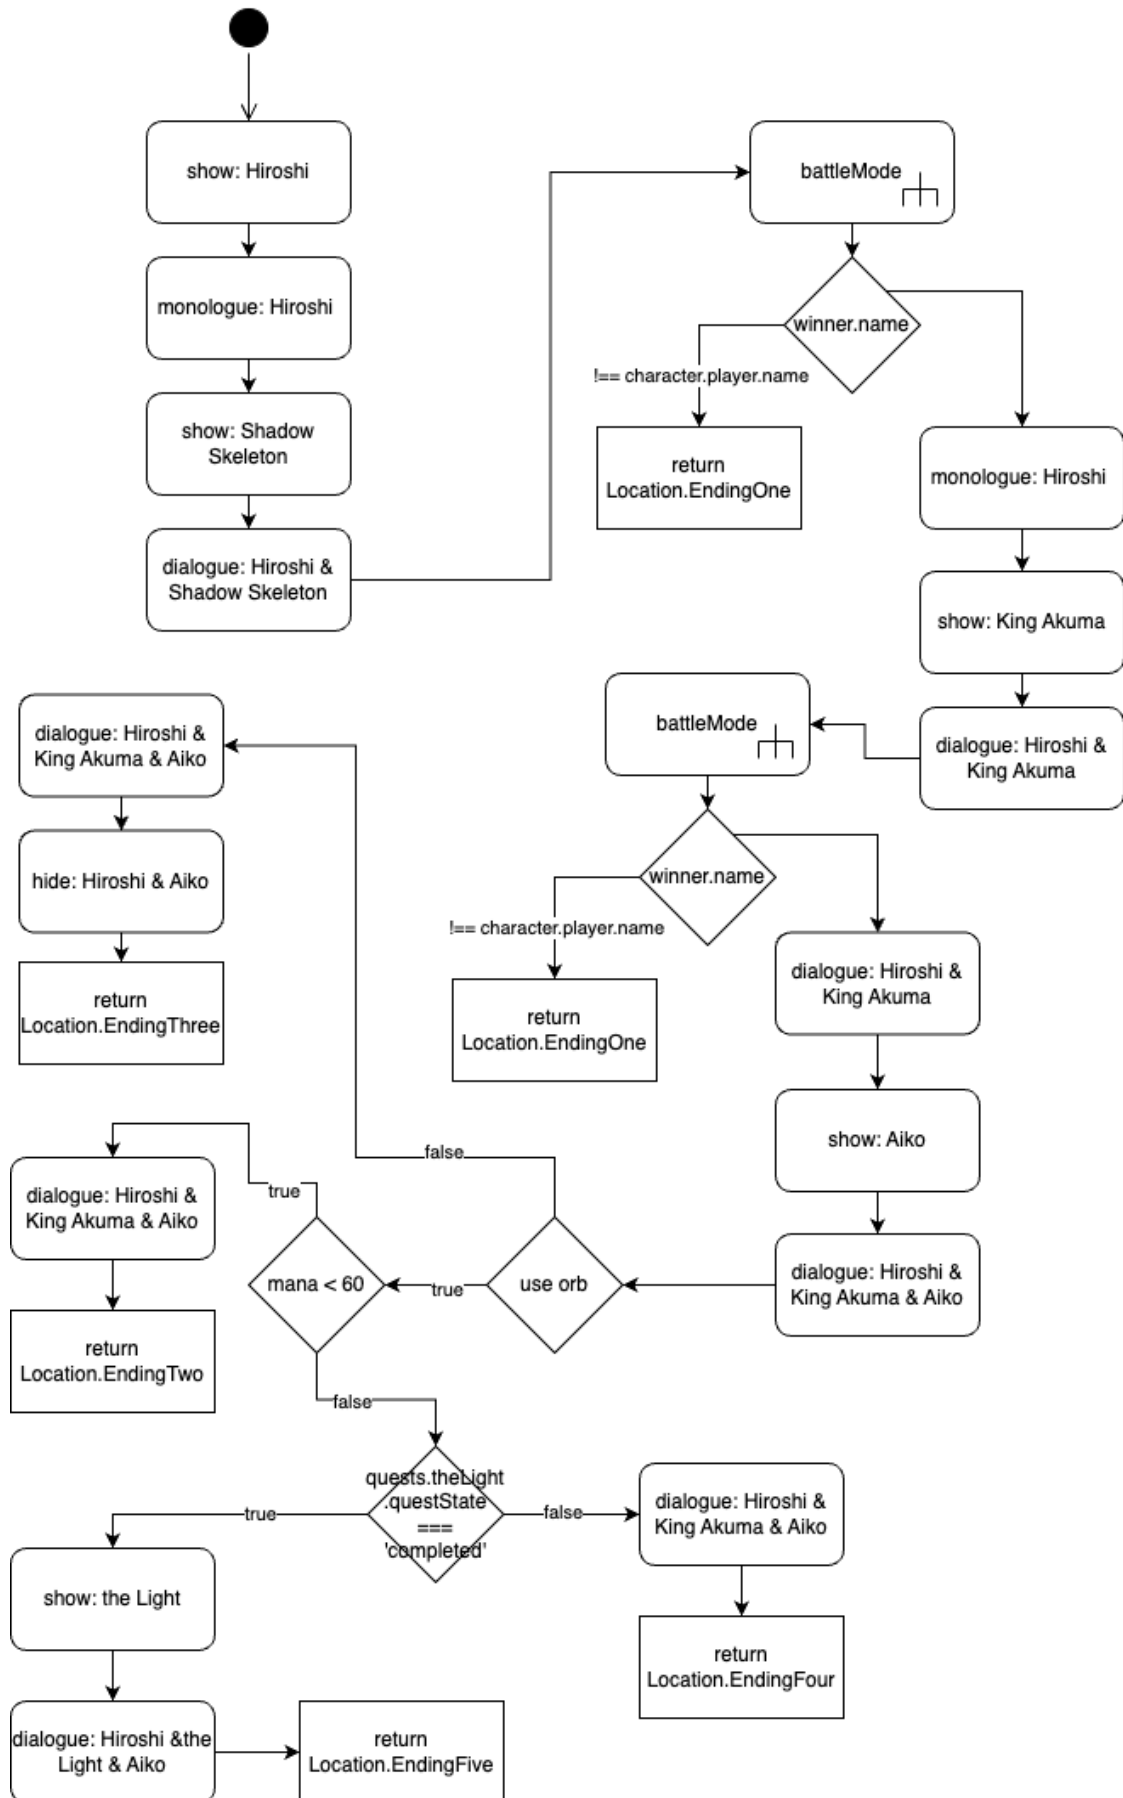 show: Hiroshi
monologue: Hiroshi
show: Shadow
Skeleton
dialogue: Hiroshi &
Shadow Skeleton
battleMode
winner.name
!== character.player.name
return
Location.EndingOne
monologue: Hiroshi
show: King Akuma
dialogue: Hiroshi &
King Akuma
battleMode
winner.name
!== character.player.name
return
Location.EndingOne
dialogue: Hiroshi &
King Akuma
show: Aiko
dialogue: Hiroshi &
King Akuma & Aiko
use orb
false
dialogue: Hiroshi &
King Akuma & Aiko
hide: Hiroshi & Aiko
return
Location.EndingThree
true
mana < 60
true
dialogue: Hiroshi &
King Akuma & Aiko
return
Location.EndingTwo
false
quests.theLight
.questState
===
'completed'
false
dialogue: Hiroshi &
King Akuma & Aiko
return
Location.EndingFour
true
show: the Light
dialogue: Hiroshi &the
Light & Aiko
return
Location.EndingFive